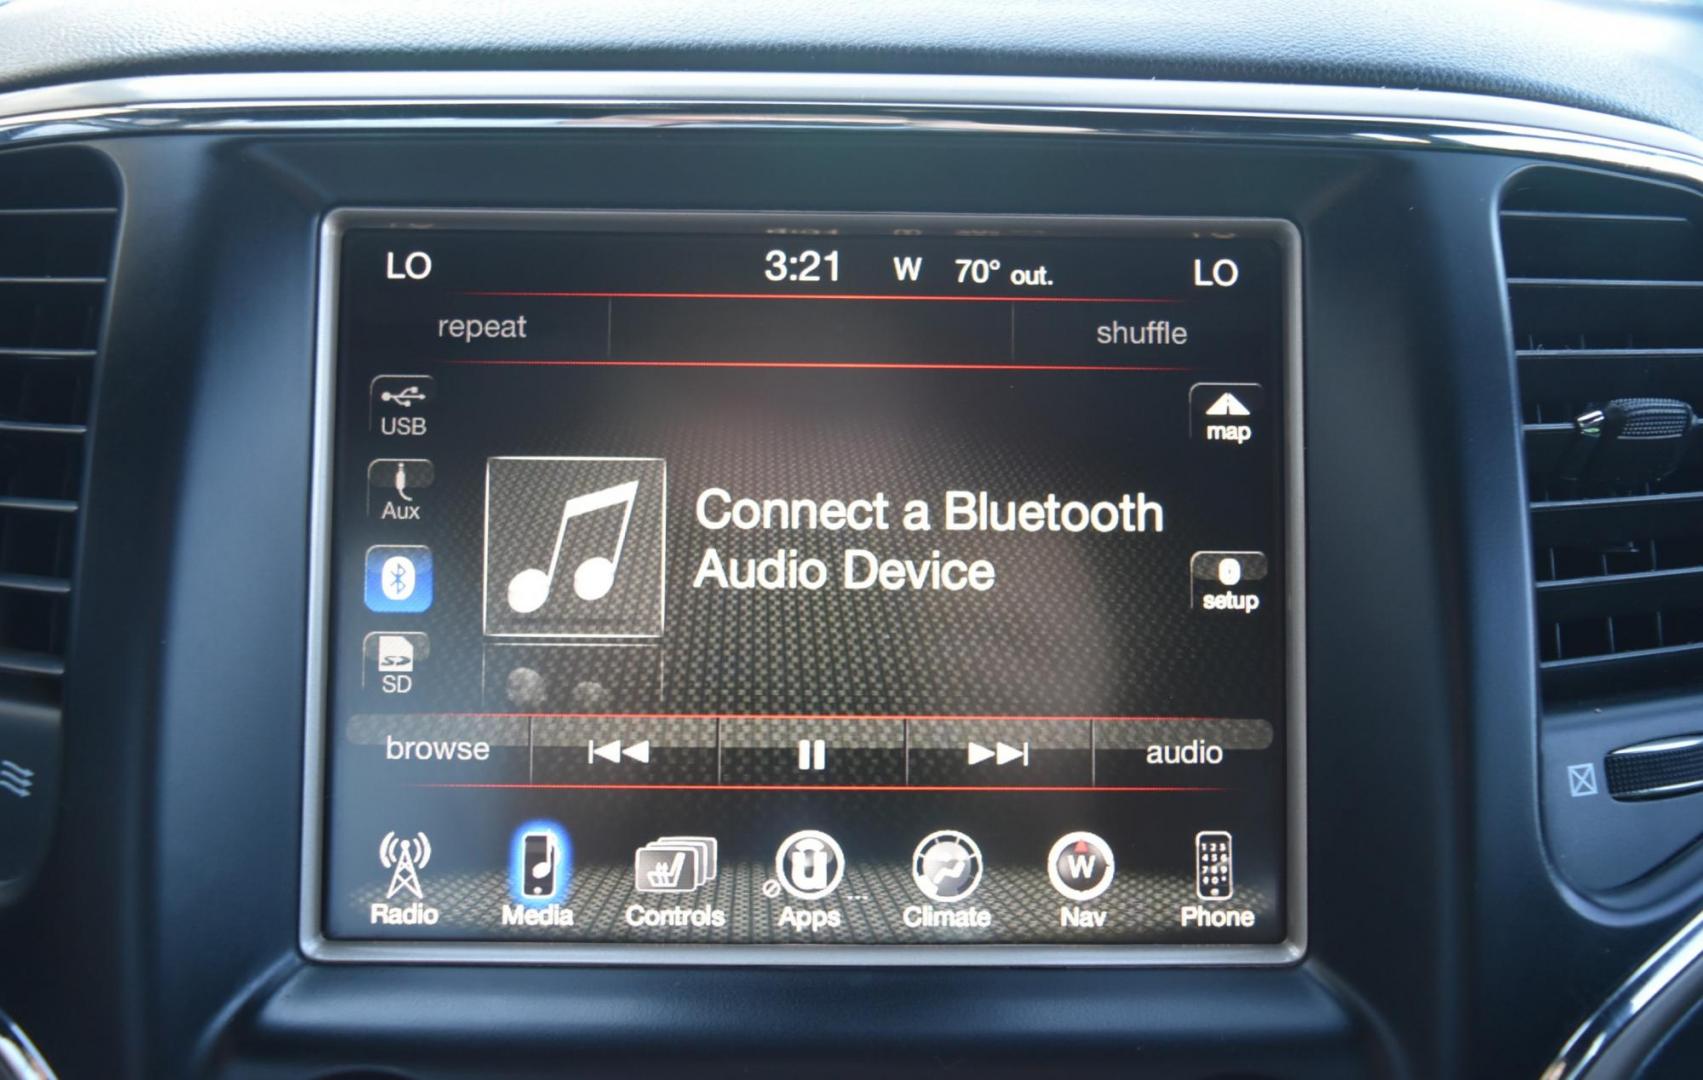 LO 3:21 W 70° out. LO
repeat shuffle
USB
map
Aux
Connect a Bluetooth
Audio Device
setup
SD
browse audio
W
Radio Media Controls Apps Climate Nav Phone